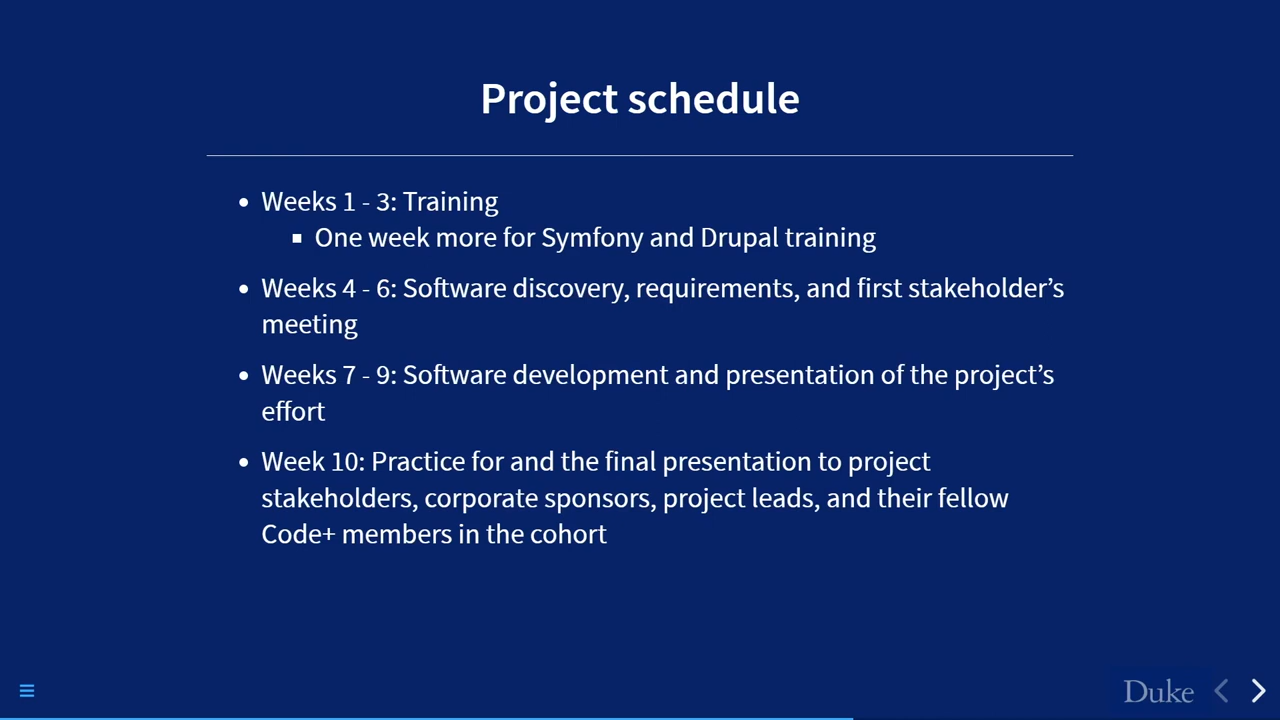 Project schedule
Weeks 1 - 3: Training
One week more for Symfony and Drupal training
Weeks 4 - 6: Software discovery, requirements, and first stakeholder’s
meeting
Weeks 7 - 9: Software development and presentation of the project’s
effort
Week 10: Practice for and the final presentation to project
stakeholders, corporate sponsors, project leads, and their fellow
Code+ members in the cohort
Duke